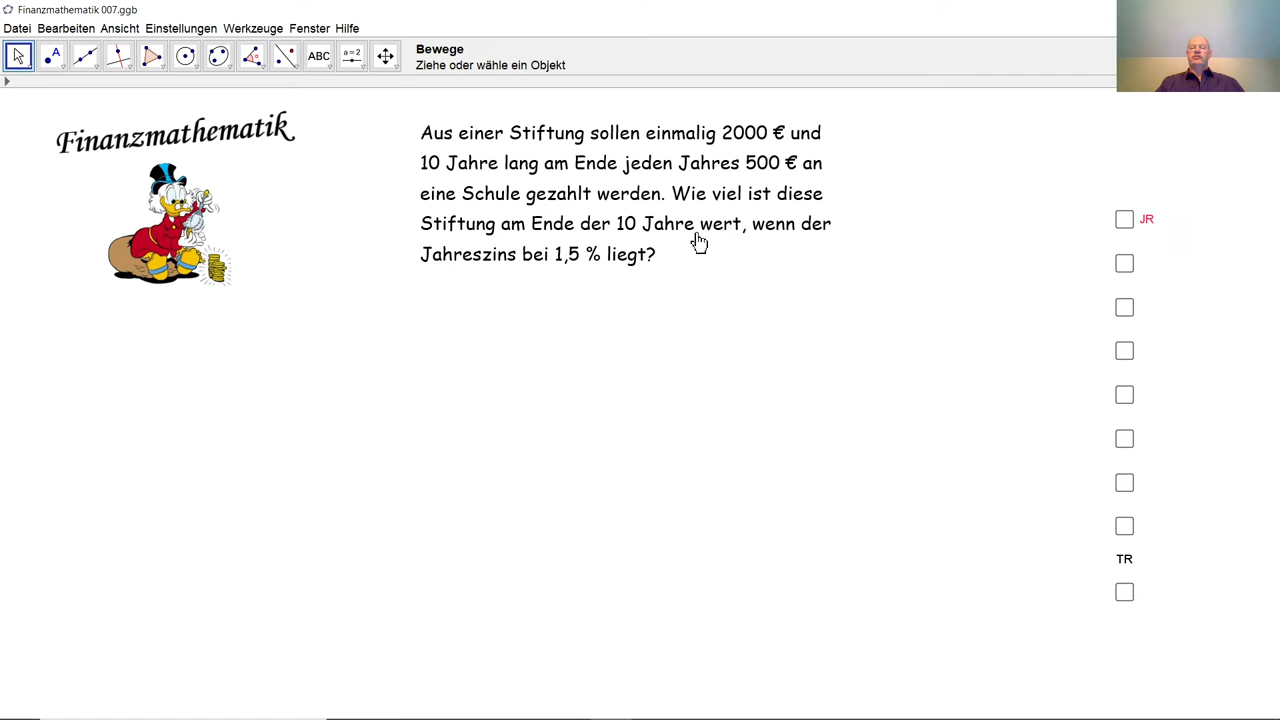 Finanzmathematik 007.ggb
Datei Bearbeiten Ansicht Einstellungen Werkzeuge Fenster Hilfe
A
ABC
a=2
Bewege
Ziehe oder wähle ein Objekt
Finanzmathematik
Aus einer Stiftung sollen einmalig 2000 € und
10 Jahre lang am Ende jeden Jahres 500 € an
eine Schule gezahlt werden. Wie viel ist diese
Stiftung am Ende der 10 Jahre wert, wenn der
Jahreszins bei 1,5 % liegt?
JR
TR